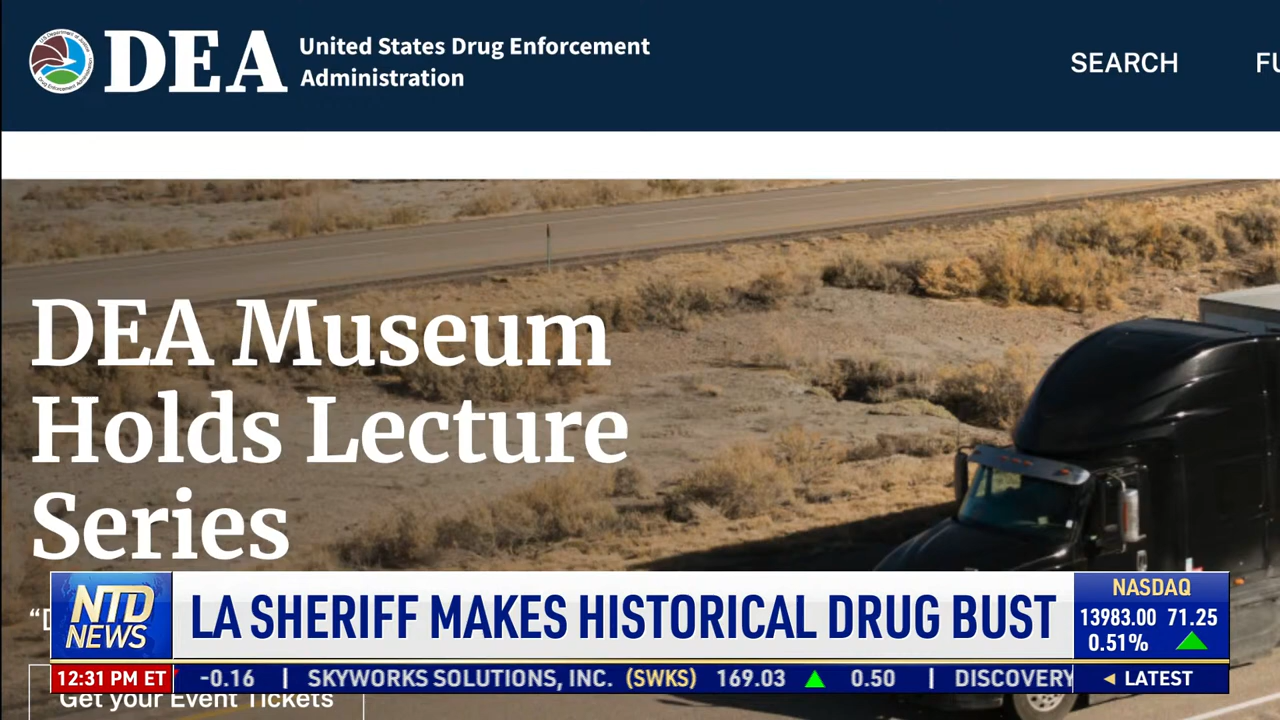 DEA
United States Drug Enforcement
Administration
SEARCH
DEA Museum
Holds Lecture
Series
Get your Event Tickets
NTD
NEWS
LA SHERIFF MAKES HISTORICAL DRUG BUST
NASDAQ
13983.00 71.25
0.51%
12:31 PM ET
-0.16 | SKYWORKS SOLUTIONS, INC. (SWKS) 169.03 ▲ 0.50 | DISCOVERY
◄ LATEST